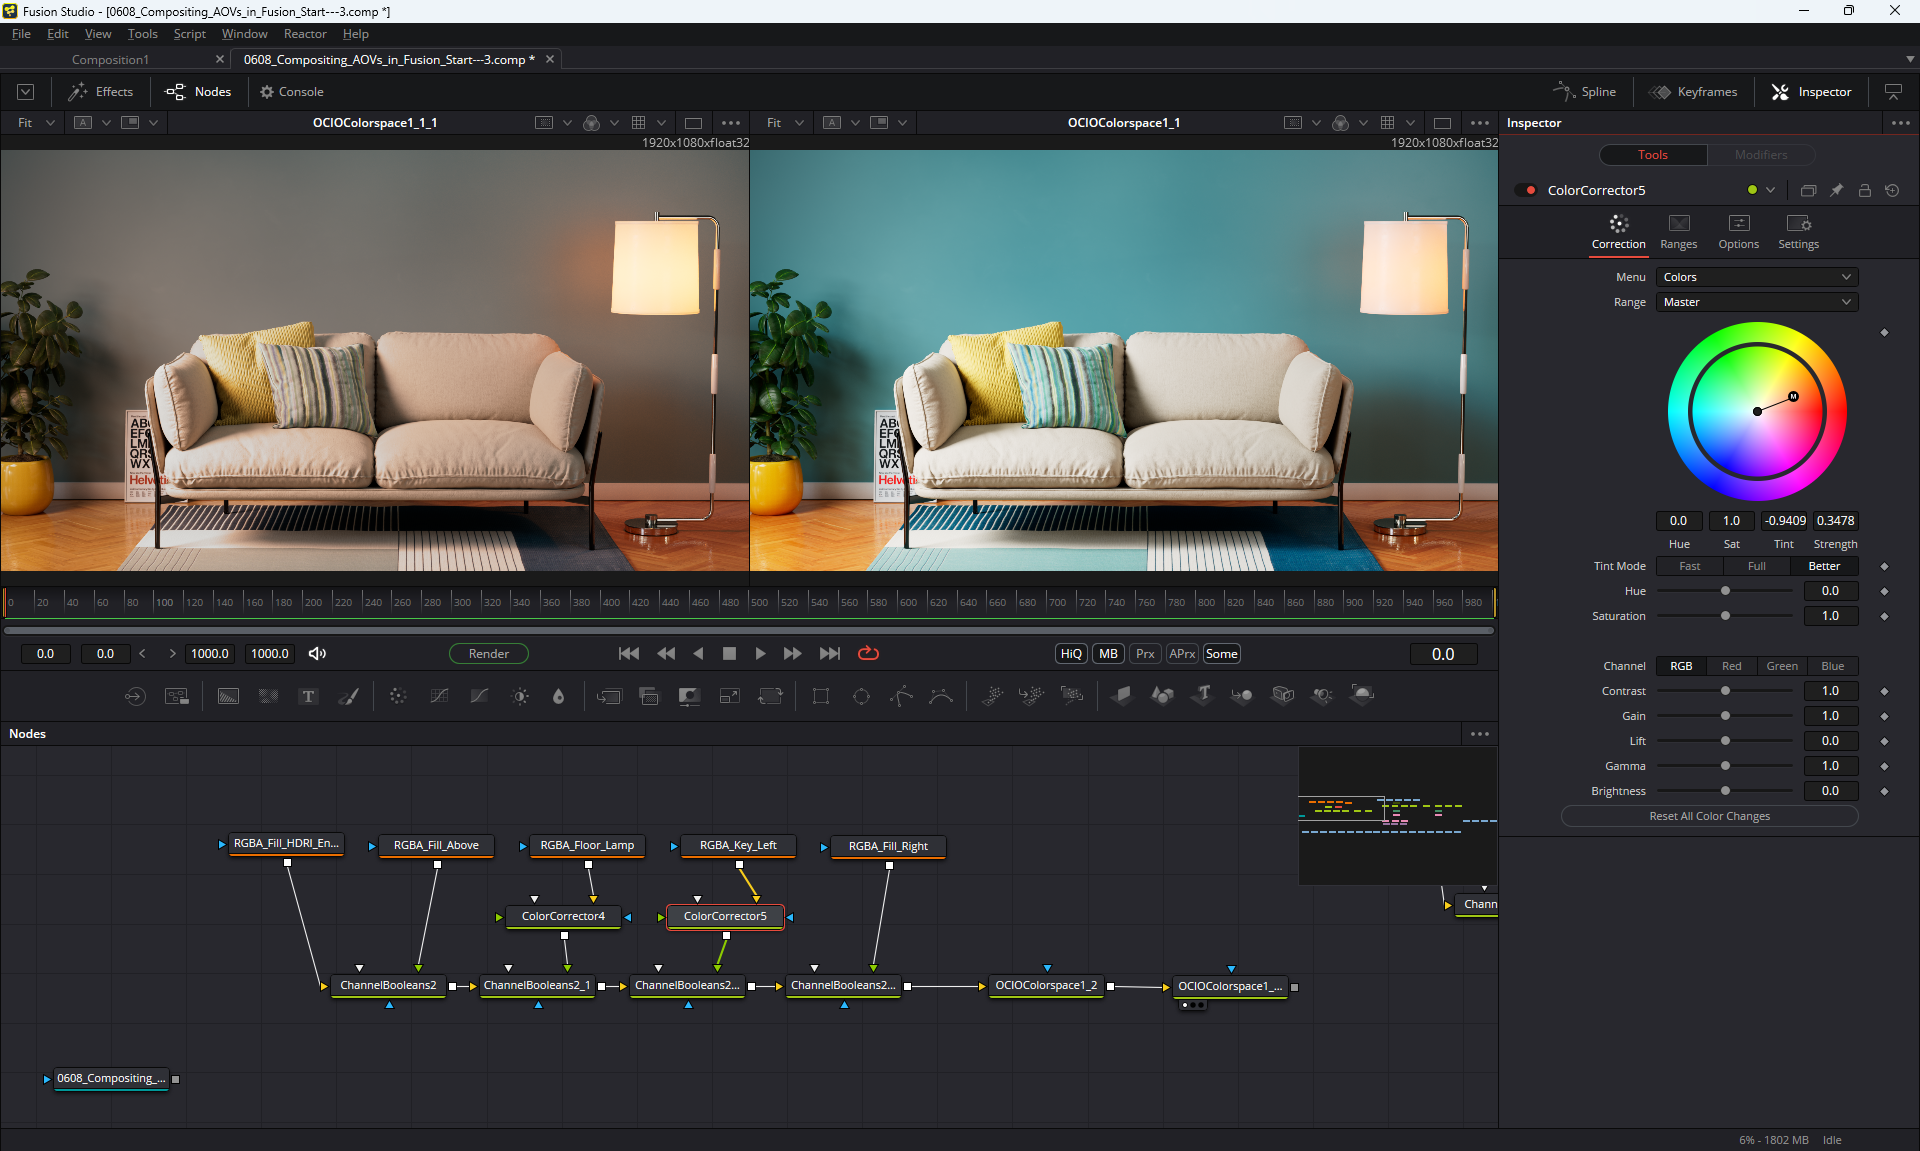 Fusion Studio - [0608_Compositing_AOVs_in_Fusion_Start---3.comp *]
File Edit View Tools Script Window Reactor Help
Composition1
0608_Compositing_AOVs_in_Fusion_Start---3.comp *
Effects Nodes Console Spline Keyframes Inspector
Fit A OCIOColorspace1_1_1 Fit A OCIOColorspace1_1 Inspector
1920x1080xfloat32 1920x1080xfloat32
Tools Modifiers
ColorCorrector5
Correction Ranges Options Settings
Menu Colors
Range Master
M
0.0 1.0 -0.9409 0.3478
Hue Sat Tint Strength
Tint Mode Fast Full Better
Hue 0.0
Saturation 1.0
Channel RGB Red Green Blue
Contrast 1.0
Gain 1.0
Lift 0.0
Gamma 1.0
Brightness 0.0
Reset All Color Changes
0 20 40 60 80 100 120 140 160 180 200 220 240 260 280 300 320 340 360 380 400 420 440 460 480 500 520 540 560 580 600 620 640 660 680 700 720 740 760 780 800 820 840 860 880 900 920 940 960 980
0.0 0.0 < > 1000.0 1000.0 Render HiQ MB Prx APrx Some 0.0
T
Nodes
RGBA_Fill_HDRI_En... RGBA_Fill_Above RGBA_Floor_Lamp RGBA_Key_Left RGBA_Fill_Right
Chann
ColorCorrector4 ColorCorrector5
ChannelBooleans2 ChannelBooleans2_1 ChannelBooleans2... ChannelBooleans2... OCIOColorspace1_2 OCIOColorspace1_...
0608_Compositing_...
6% - 1802 MB Idle